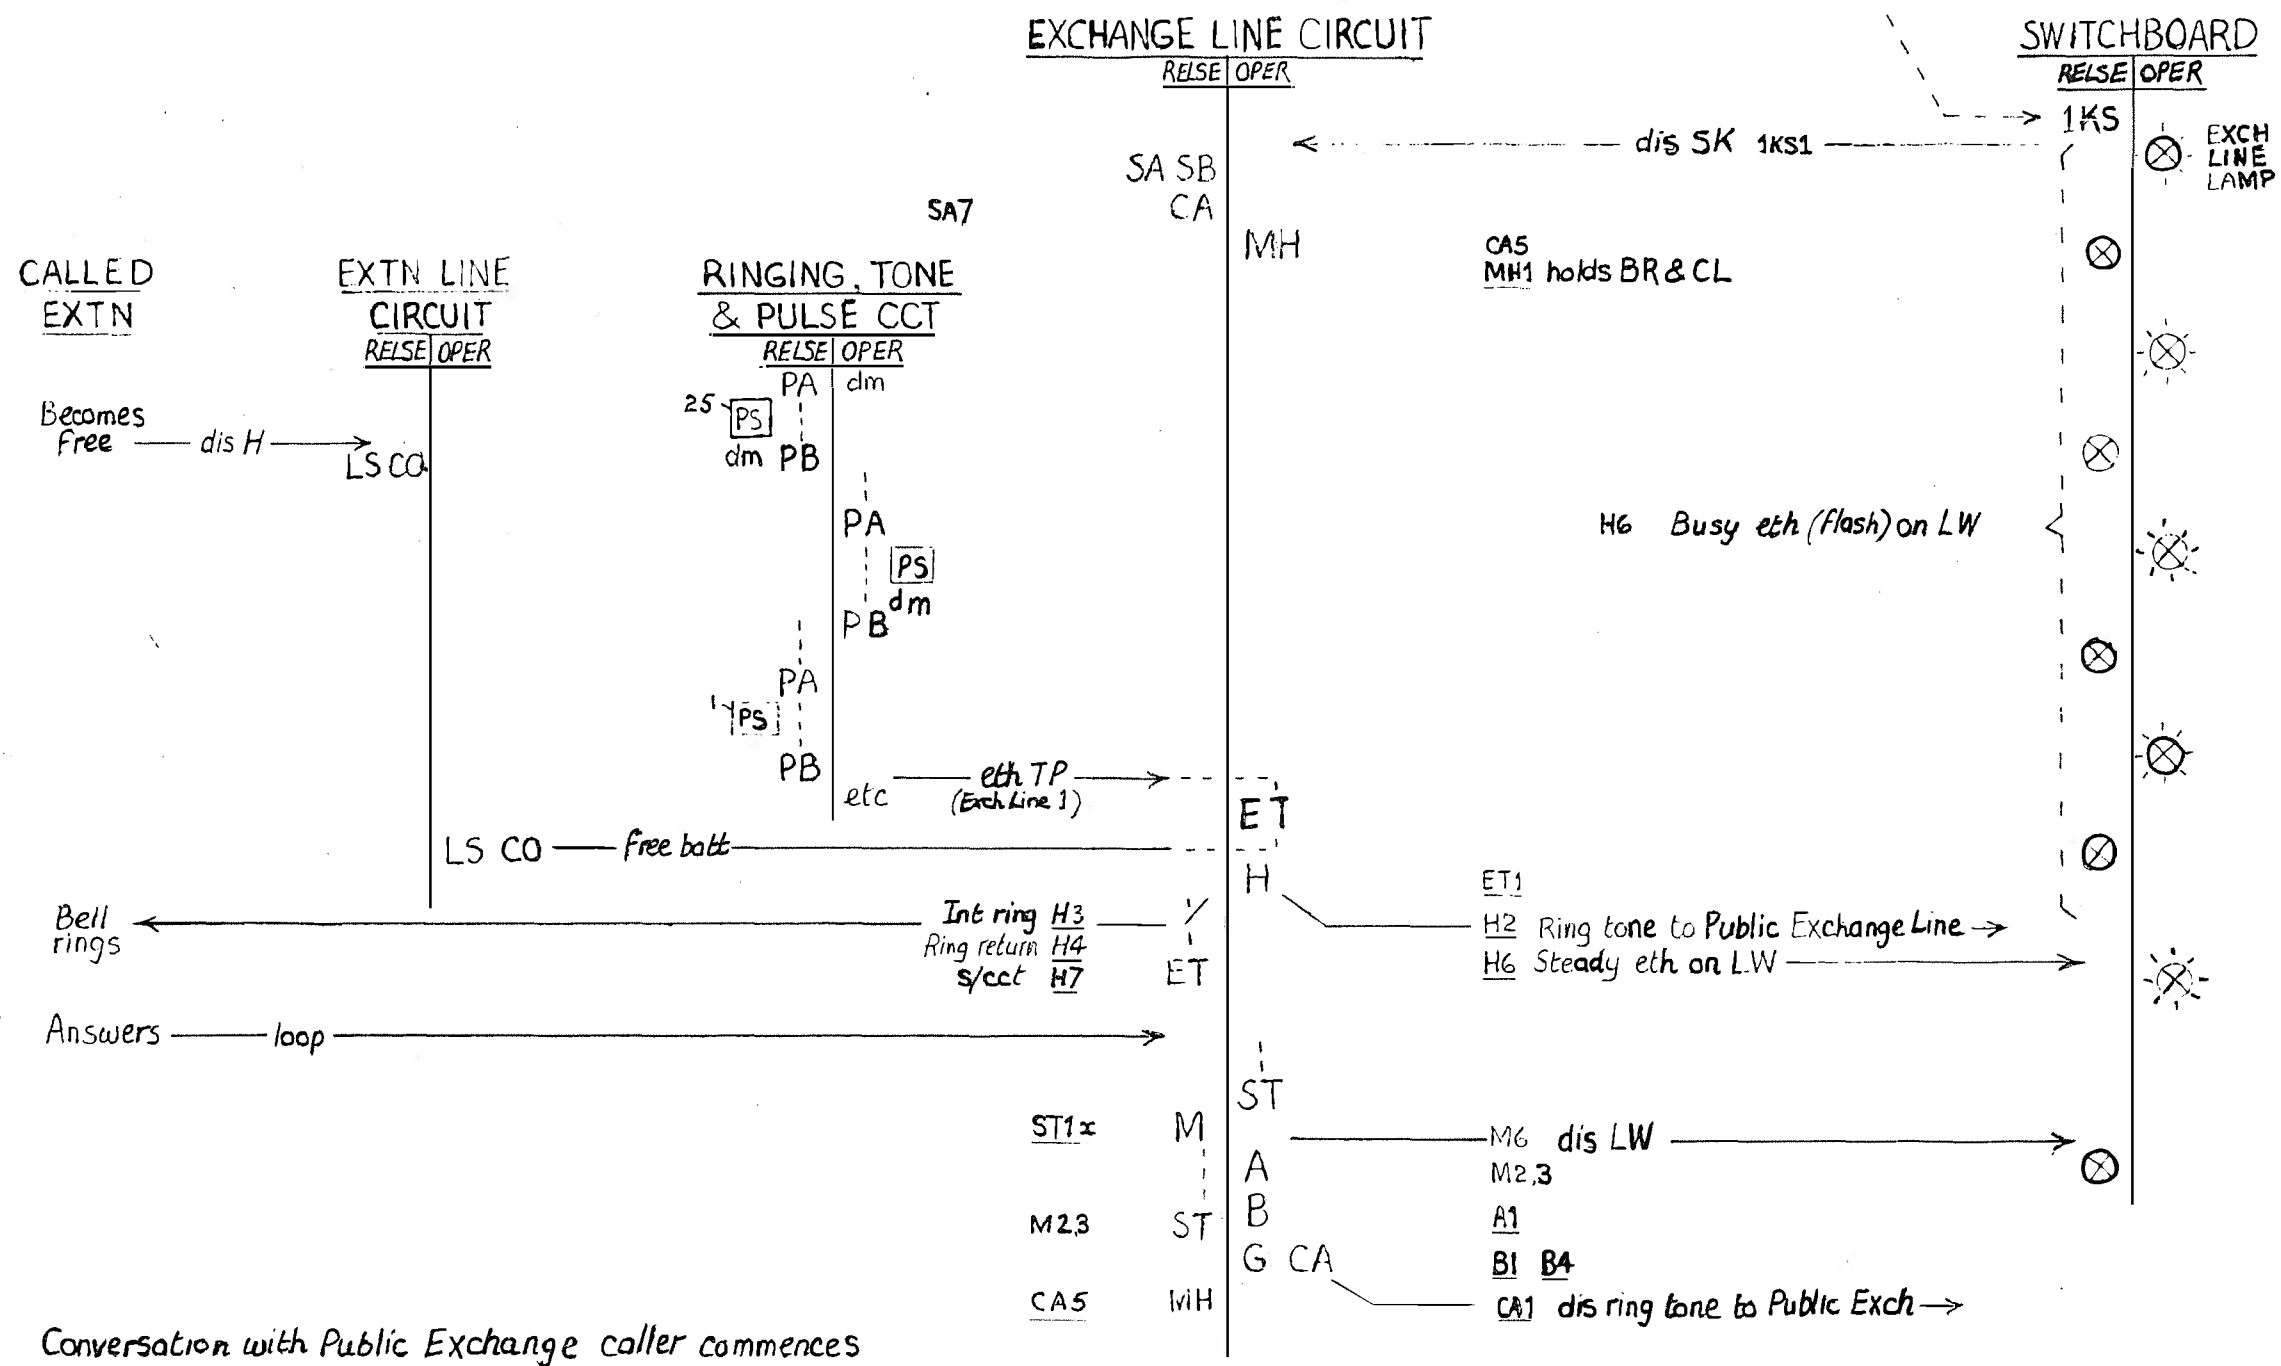 EXCHANGE LINE CIRCUIT
RELSE OPER
SWITCHBOARD
RELSE OPER
1KS
dis SK 1KS1
EXCH
LINE
LAMP
SA SB
CA
SA7
MH
CA5
MH1 holds BR & CL
CALLED
EXTN
EXTN LINE
CIRCUIT
RELSE OPER
RINGING, TONE
& PULSE CCT
RELSE OPER
PA dm
25 PS
dm PB
Becomes
Free dis H
LS CO
PA
PS
dm
PB
H6 Busy eth (flash) on LW
PA
1 PS
PB
etc
eth TP
(Exch Line 1)
ET
LS CO Free batt
H
ET1
Bell
rings
Int ring H3
Ring return H4
S/cct H7
ET
H2 Ring tone to Public Exchange Line
H6 Steady eth on LW
Answers loop
ST
ST1x M
M6 dis LW
A M2,3
M2,3 ST
B A1
G CA B1 B4
CA5 MH
CA1 dis ring tone to Public Exch
Conversation with Public Exchange caller commences